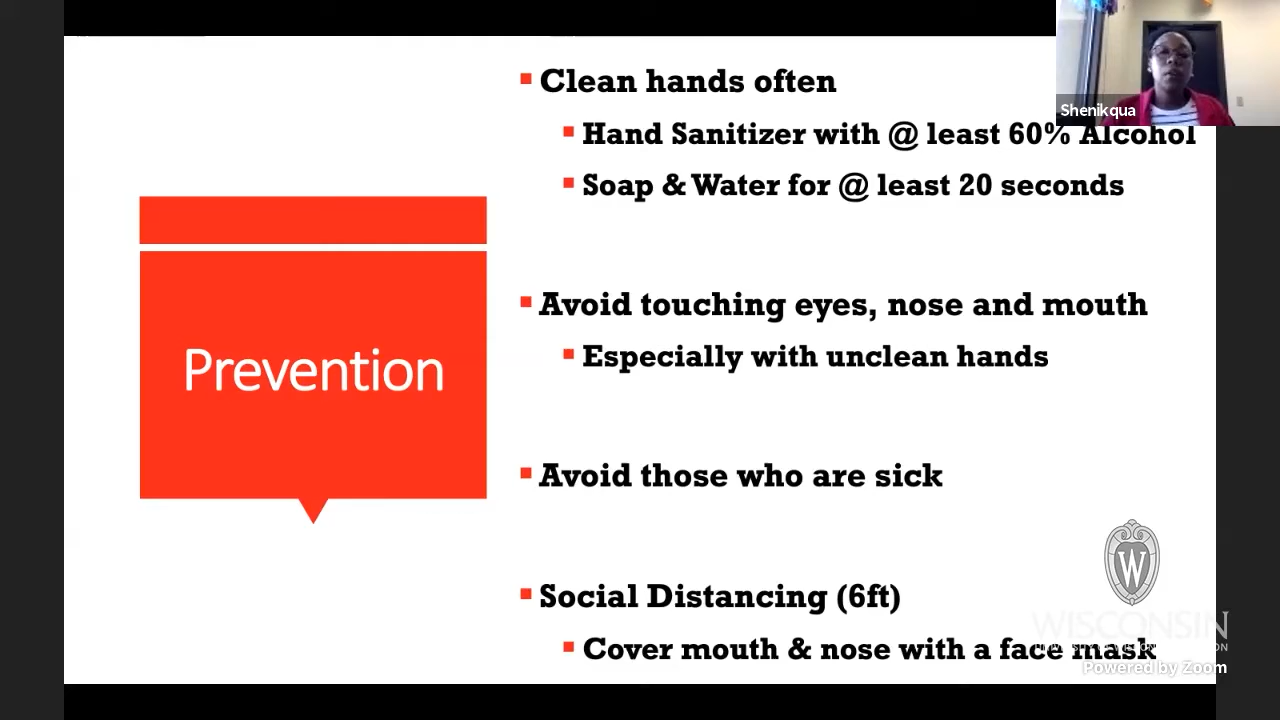 Clean hands often
Shenikqua
Hand Sanitizer with @ least 60% Alcohol
Soap & Water for @ least 20 seconds
Prevention
Avoid touching eyes, nose and mouth
Especially with unclean hands
Avoid those who are sick
Social Distancing (6ft)
Cover mouth & nose with a face mask
W
WISCONSIN
Powered by Zoom